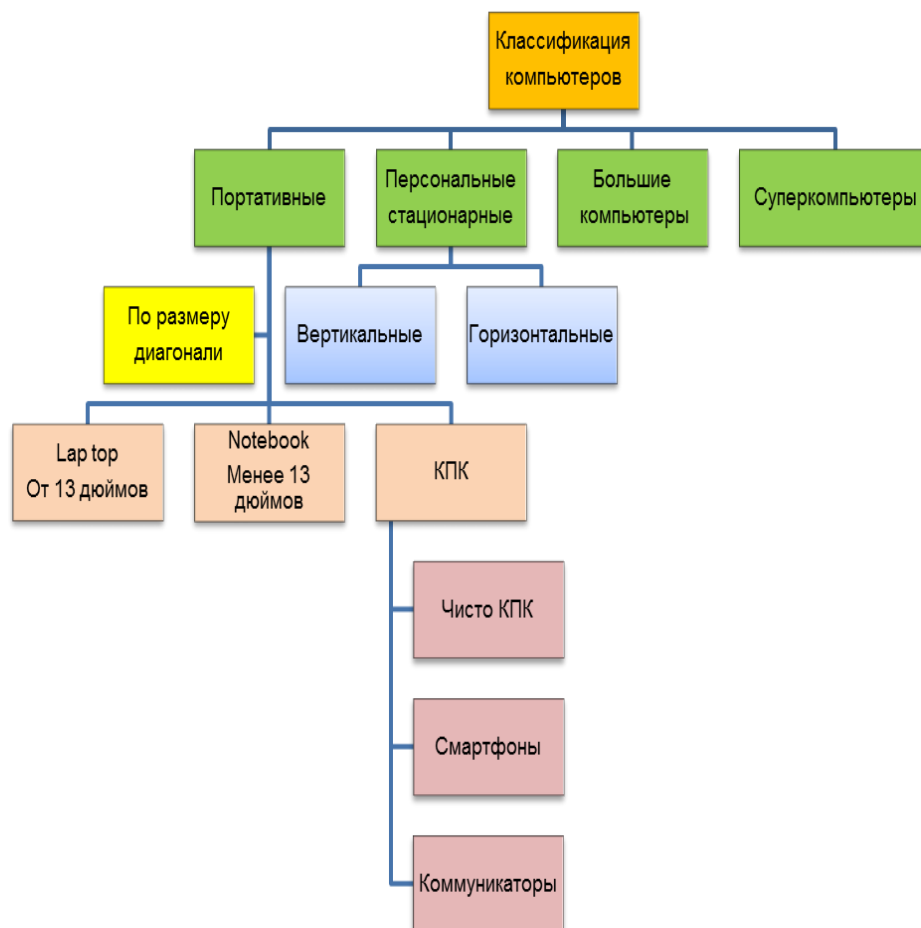 Классификация
компьютеров
Портативные
Персональные
стационарные
Большие
компьютеры
Суперкомпьютеры
По размеру
диагонали
Вертикальные
Горизонтальные
Lap top
От 13 дюймов
Notebook
Менее 13
дюймов
КПК
Чисто КПК
Смартфоны
Коммуникаторы